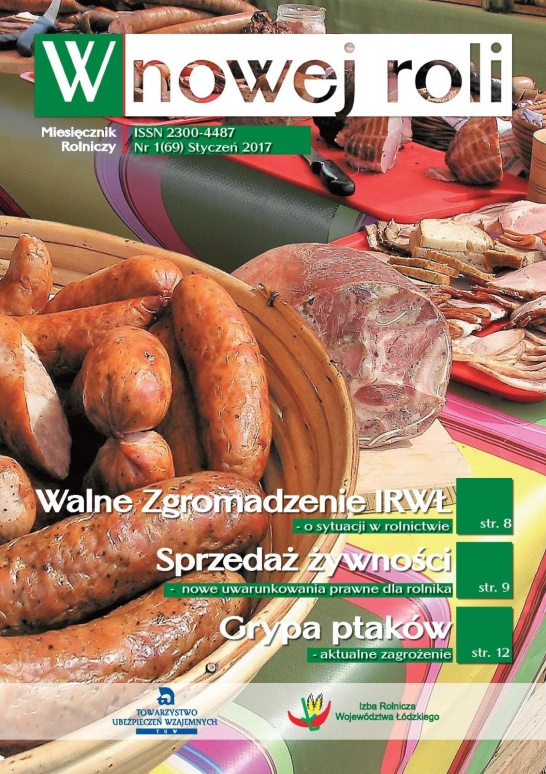 W nowej roli
Miesięcznik
Rolniczy
ISSN 2300-4487
Nr 1(69) Styczeń 2017
Walne Zgromadzenie IRWŁ
- o sytuacji w rolnictwie
str. 8
Sprzedaż żywności
- nowe uwarunkowania prawne dla rolnika
str. 9
Grypa ptaków
- aktualne zagrożenie
str. 12
TOWARZYSTWO
UBEZPIECZEŃ WZAJEMNYCH
T U W
Izba Rolnicza
Województwa Łódzkiego